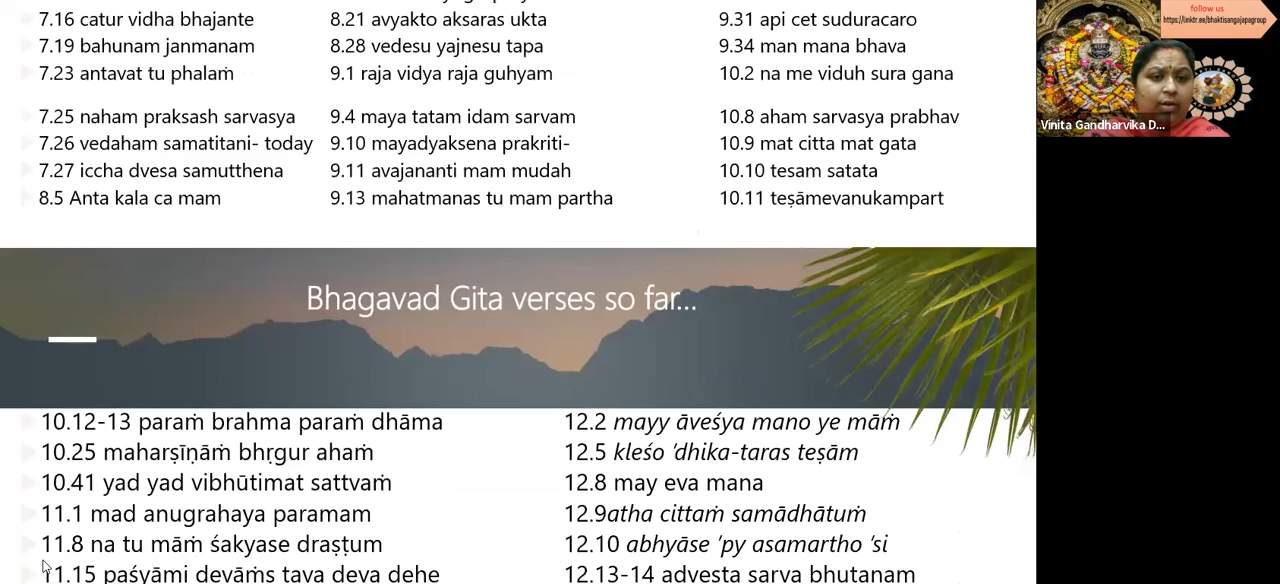 7.16 catur vidha bhajante
7.19 bahunam janmanam
7.23 antavat tu phalaṁ
7.25 naham praksash sarvasya
7.26 vedaham samatitani- today
7.27 iccha dvesa samutthena
8.5 Anta kala ca mam
8.21 avyakto aksaras ukta
8.28 vedesu yajnesu tapa
9.1 raja vidya raja guhyam
9.4 maya tatam idam sarvam
9.10 mayadyaksena prakriti-
9.11 avajananti mam mudah
9.13 mahatmanas tu mam partha
9.31 api cet suduracaro
9.34 man mana bhava
10.2 na me viduh sura gana
10.8 aham sarvasya prabhav
10.9 mat citta mat gata
10.10 tesam satata
10.11 teṣāmevanukampart
Bhagavad Gita verses so far...
10.12-13 paraṁ brahma paraṁ dhāma
10.25 maharṣīṇāṁ bhṛgur ahaṁ
10.41 yad yad vibhūtimat sattvaṁ
11.1 mad anugrahaya paramam
11.8 na tu māṁ śakyase draṣṭum
11.15 paśyāmi devāṁs tava deva dehe
12.2 mayy āveśya mano ye māṁ
12.5 kleśo 'dhika-taras teṣām
12.8 may eva mana
12.9atha cittaṁ samādhātuṁ
12.10 abhyāse 'py asamartho 'si
12.13-14 advesta sarva bhutanam
follow us
https://linktr.ee/bhaktisangajapagroup
Vinita Gandharvika D...